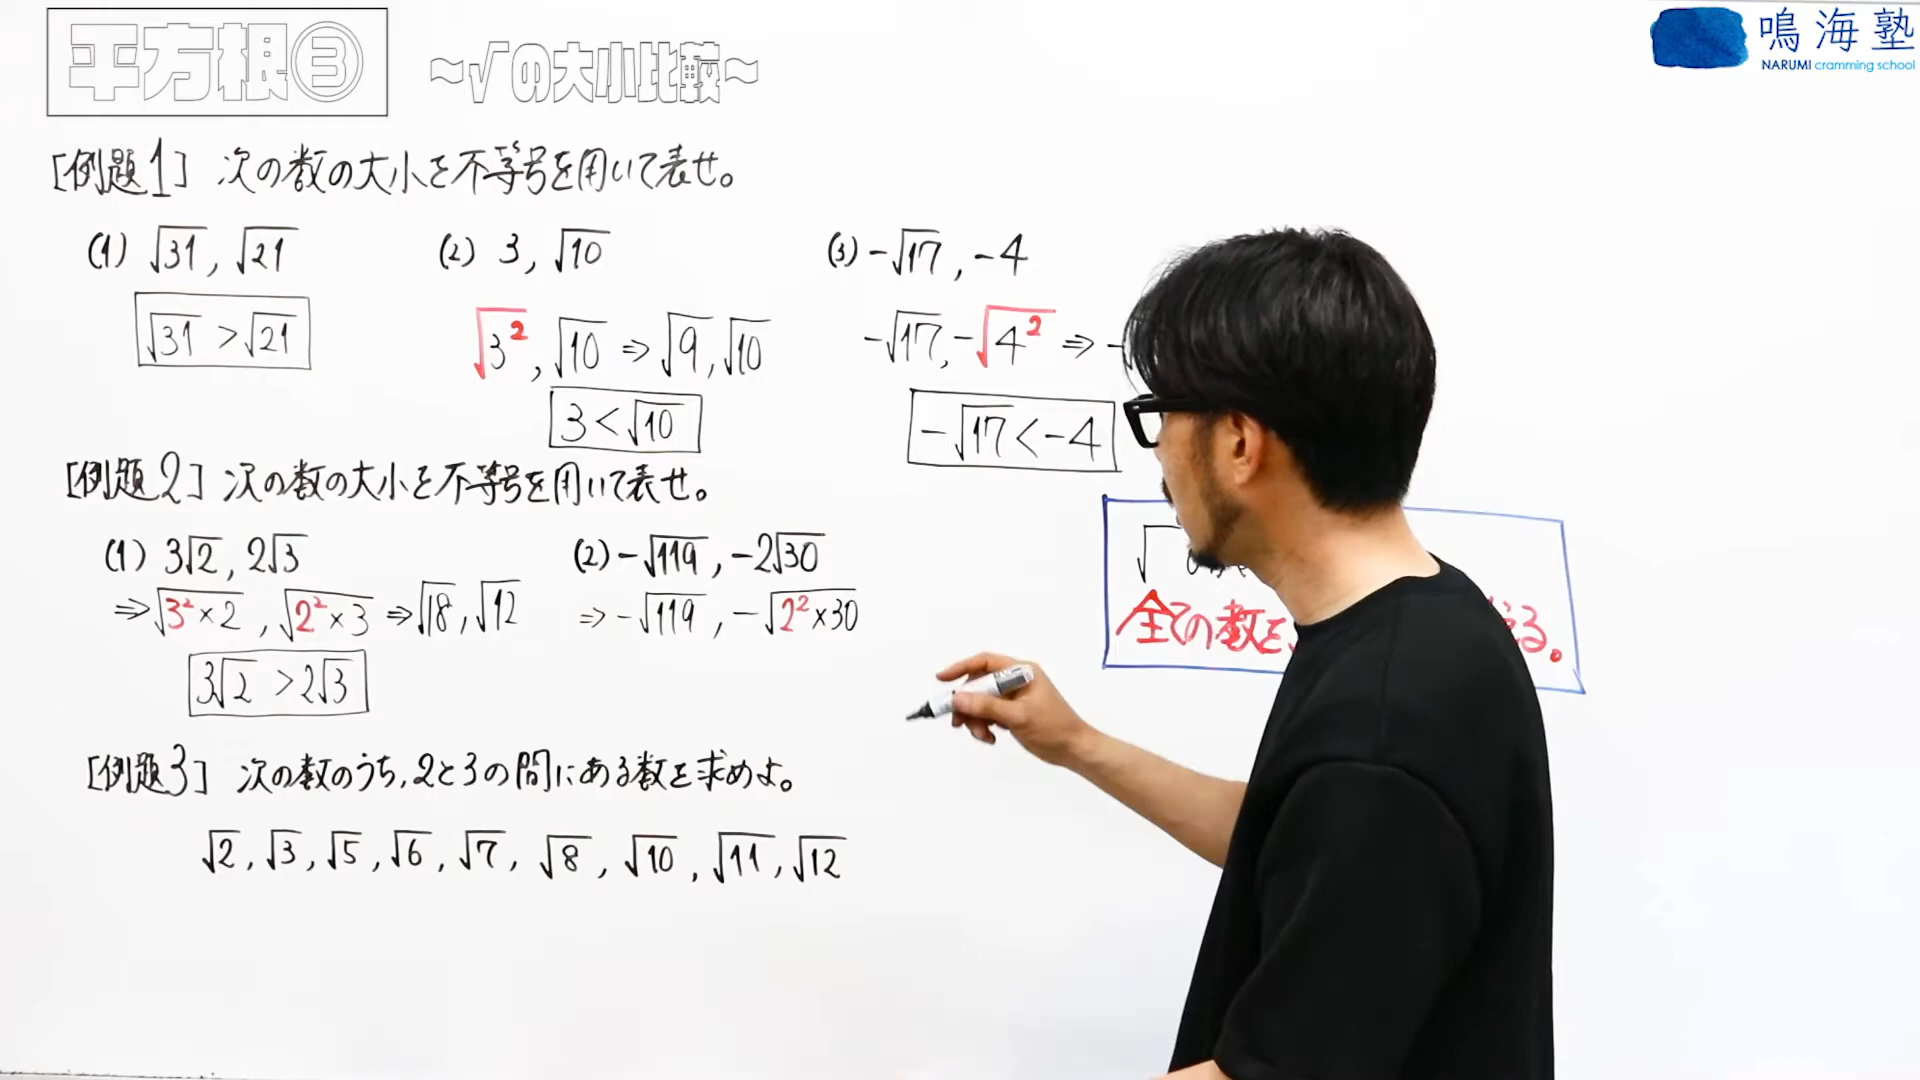 平方根③ ～√の大小比較～
鳴海塾
NARUMI cramming school
[例題1] 次の数の大小を不等号を用いて表せ。
(1) √31, √21 (2) 3, √10 (3) -√17, -4
√31 > √21
√3², √10 ⇒ √9, √10
-√17, -√4² ⇒ -
3 < √10
-√17 < -4
[例題2] 次の数の大小を不等号を用いて表せ。
(1) 3√2, 2√3 (2) -√119, -2√30
⇒ √3²×2, √2²×3 ⇒ √18, √12
⇒ -√119, -√2²×30
3√2 > 2√3
√
全ての数を
る。
[例題3] 次の数のうち, 2と3の間にある数を求めよ。
√2, √3, √5, √6, √7, √8, √10, √11, √12